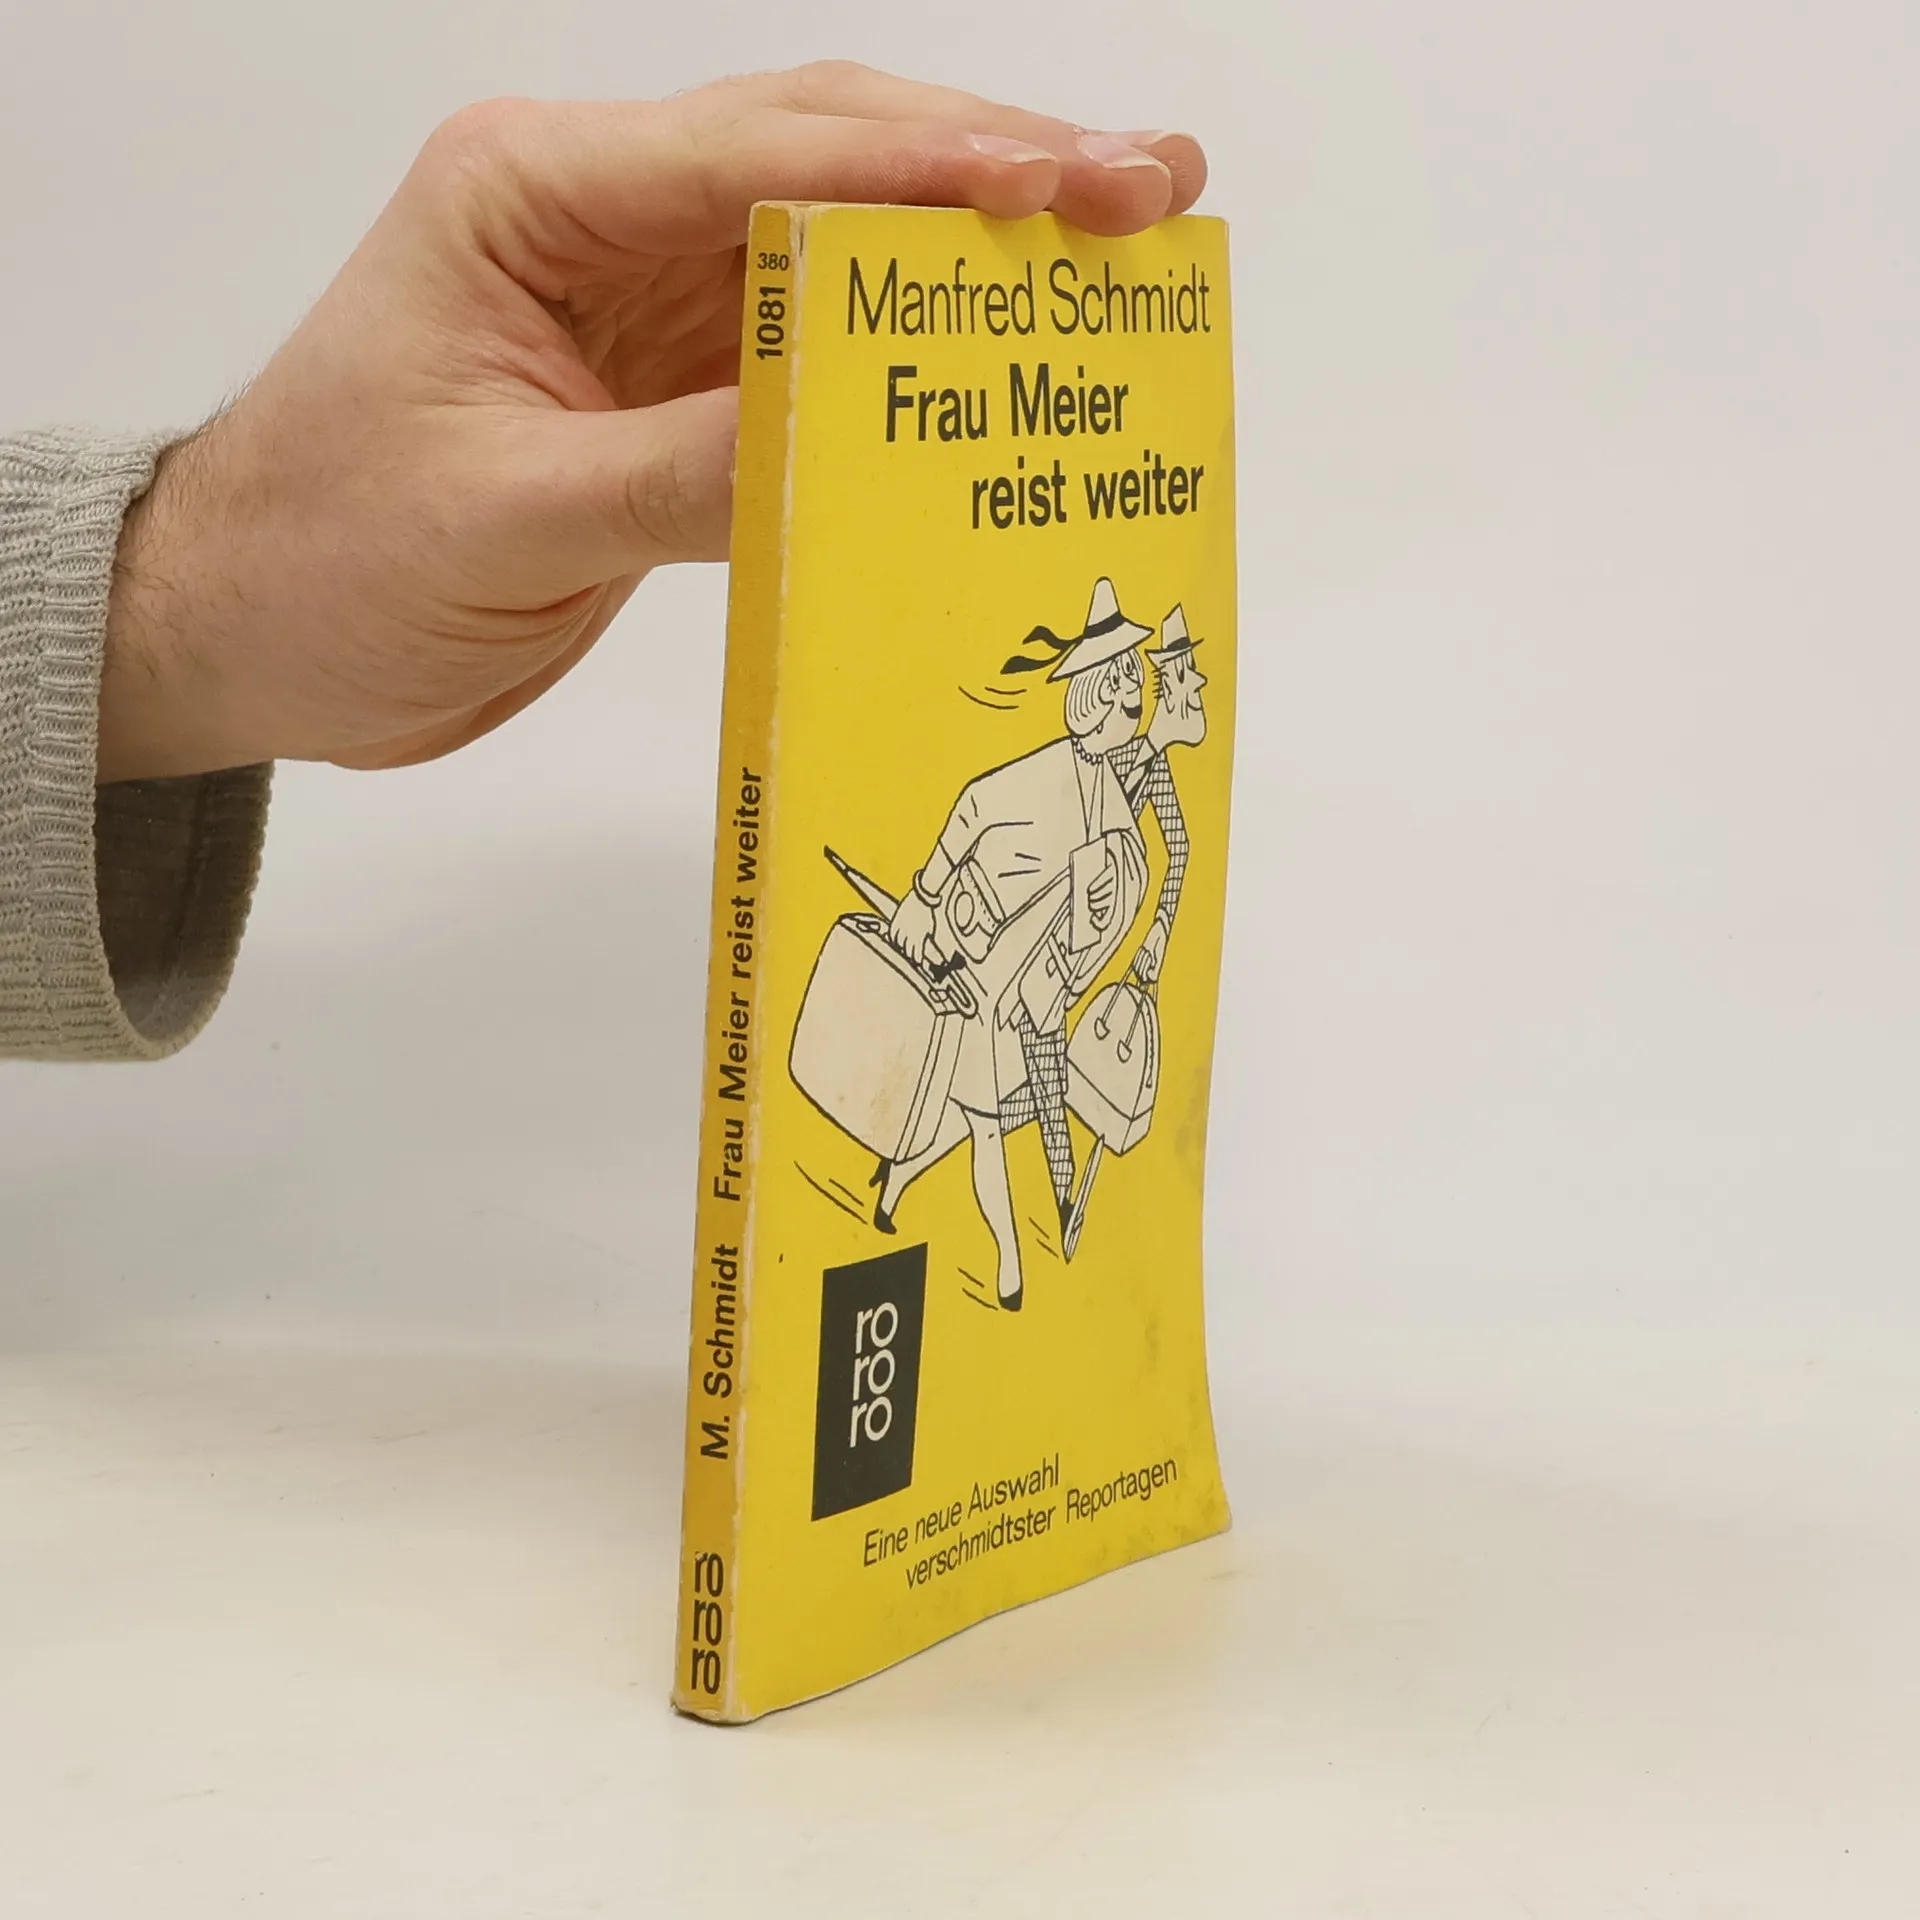 380
1081
M. Schmidt Frau Meier reist weiter
ro
ro
ro
Manfred Schmidt
Frau Meier
reist weiter
ro
ro
ro
Eine neue Auswahl
verschmidtster Reportagen